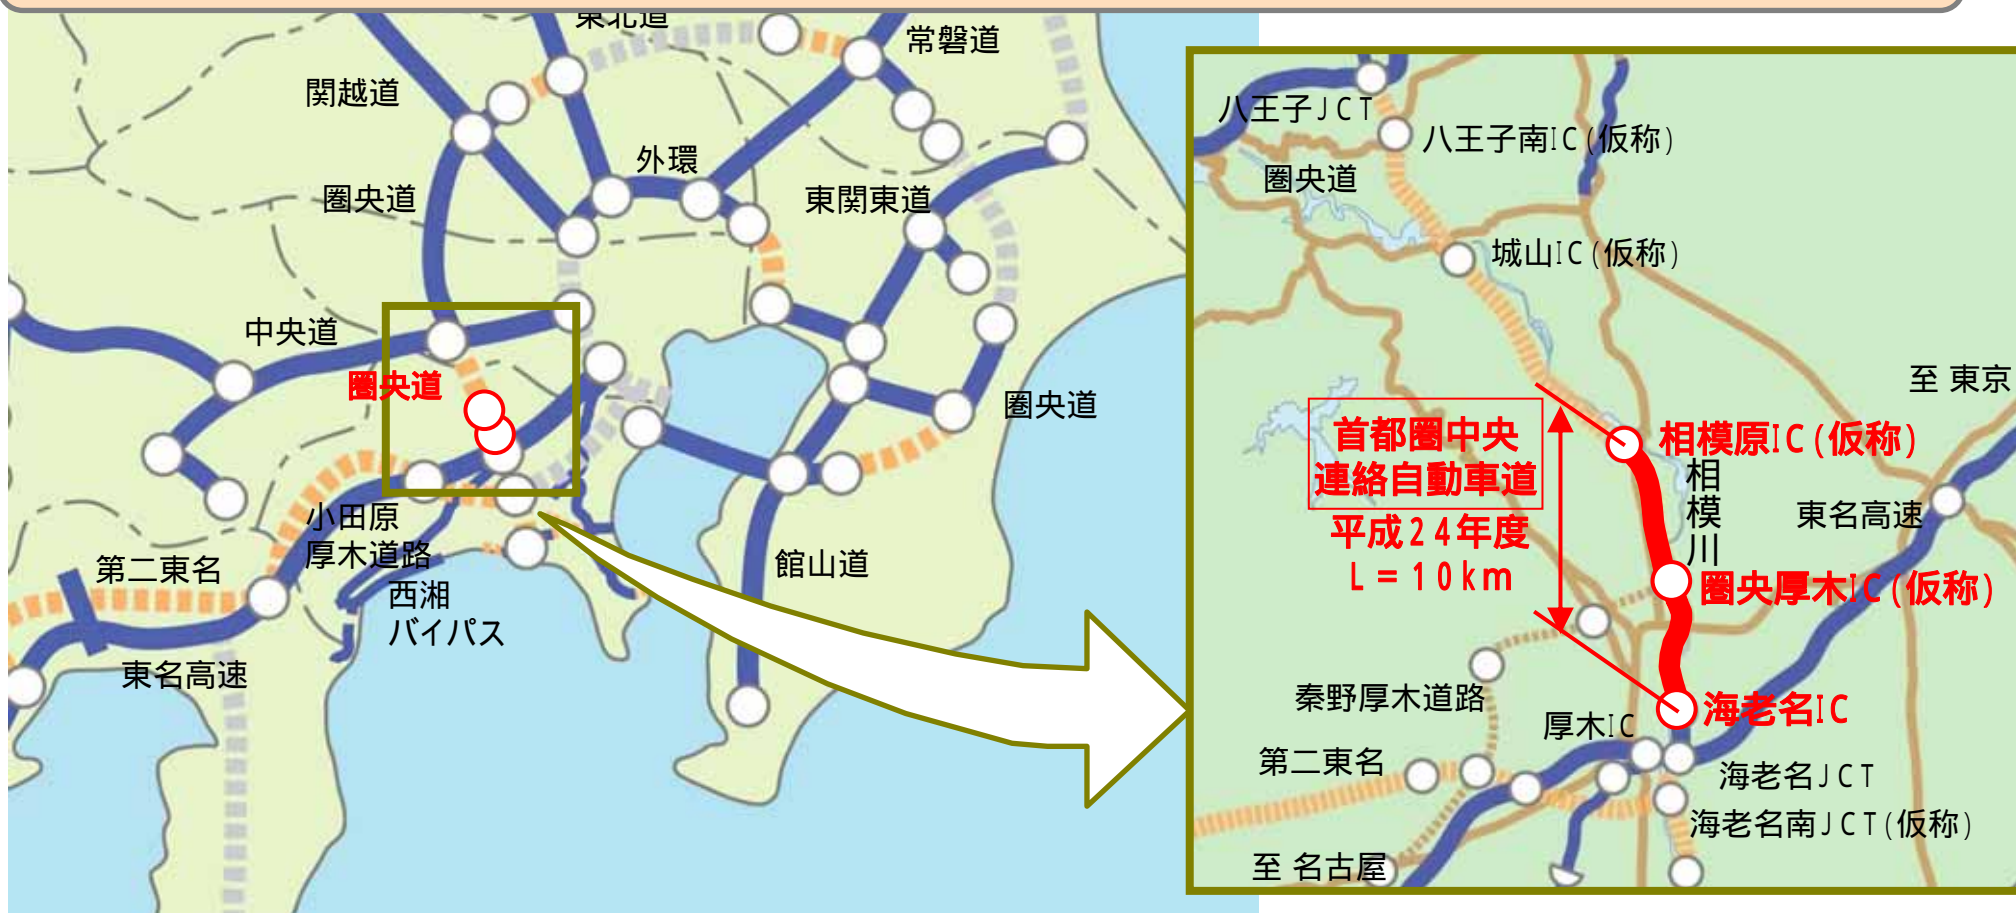 東北道
常磐道
関越道
外環
圏央道
東関東道
中央道
圏央道
圏央道
小田原
厚木道路
第二東名
西湘
バイパス
館山道
東名高速
八王子JCT
八王子南IC(仮称)
圏央道
城山IC(仮称)
至 東京
首都圏中央
連絡自動車道
平成24年度
L=10km
相模原IC(仮称)
相模川
東名高速
圏央厚木IC(仮称)
秦野厚木道路
海老名IC
厚木IC
第二東名
海老名JCT
海老名南JCT(仮称)
至 名古屋